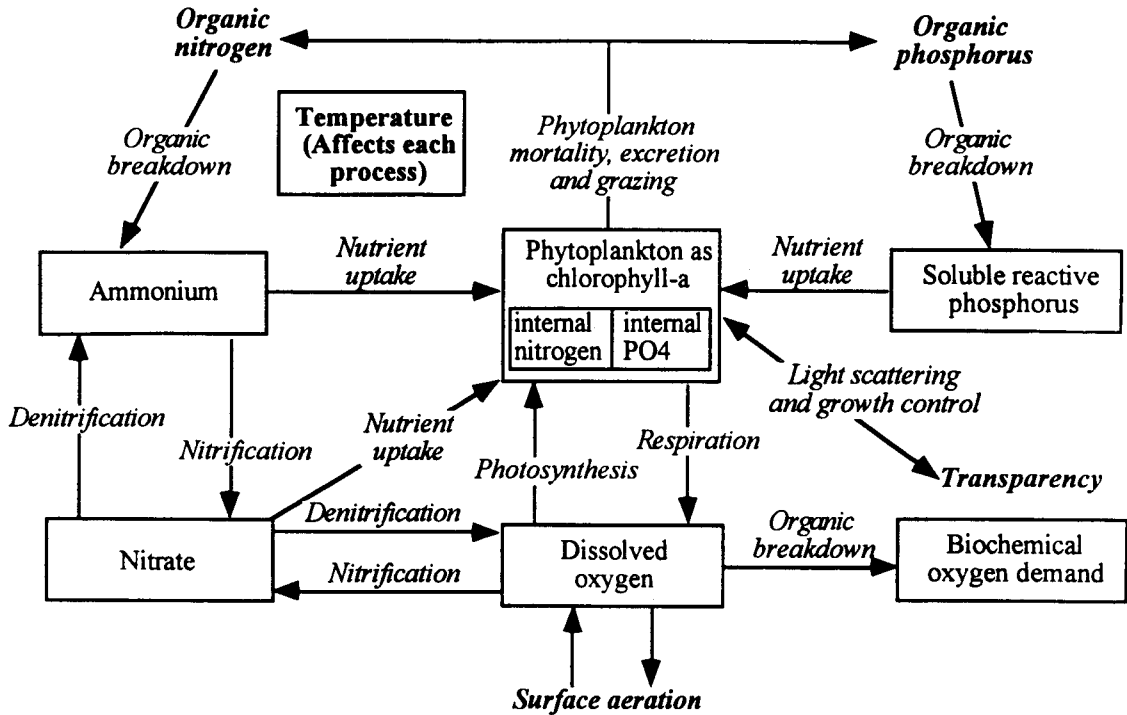 Organic
nitrogen
Organic
phosphorus
Temperature
(Affects each
process)
Organic
breakdown
Phytoplankton
mortality, excretion
and grazing
Organic
breakdown
Ammonium
Nutrient
uptake
Phytoplankton as
chlorophyll-a
internal
nitrogen
internal
PO4
Nutrient
uptake
Soluble reactive
phosphorus
Denitrification
Nitrification
Nutrient
uptake
Photosynthesis
Respiration
Light scattering
and growth control
Transparency
Nitrate
Denitrification
Nitrification
Dissolved
oxygen
Organic
breakdown
Biochemical
oxygen demand
Surface aeration